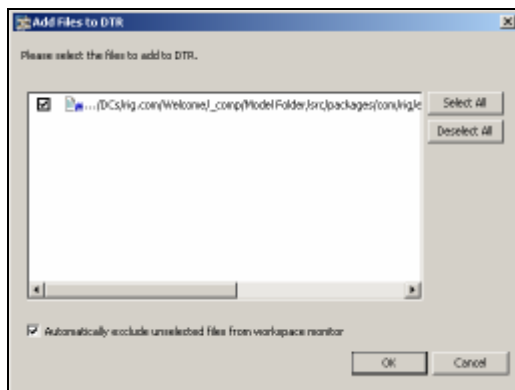 Add Files to DTR
Please select the files to add to DTR.
.../DCs/rig.com/Welcome/_comp/Model Folder/src/packages/com/rig/e
Select All
Deselect All
Automatically exclude unselected files from workspace monitor
OK
Cancel